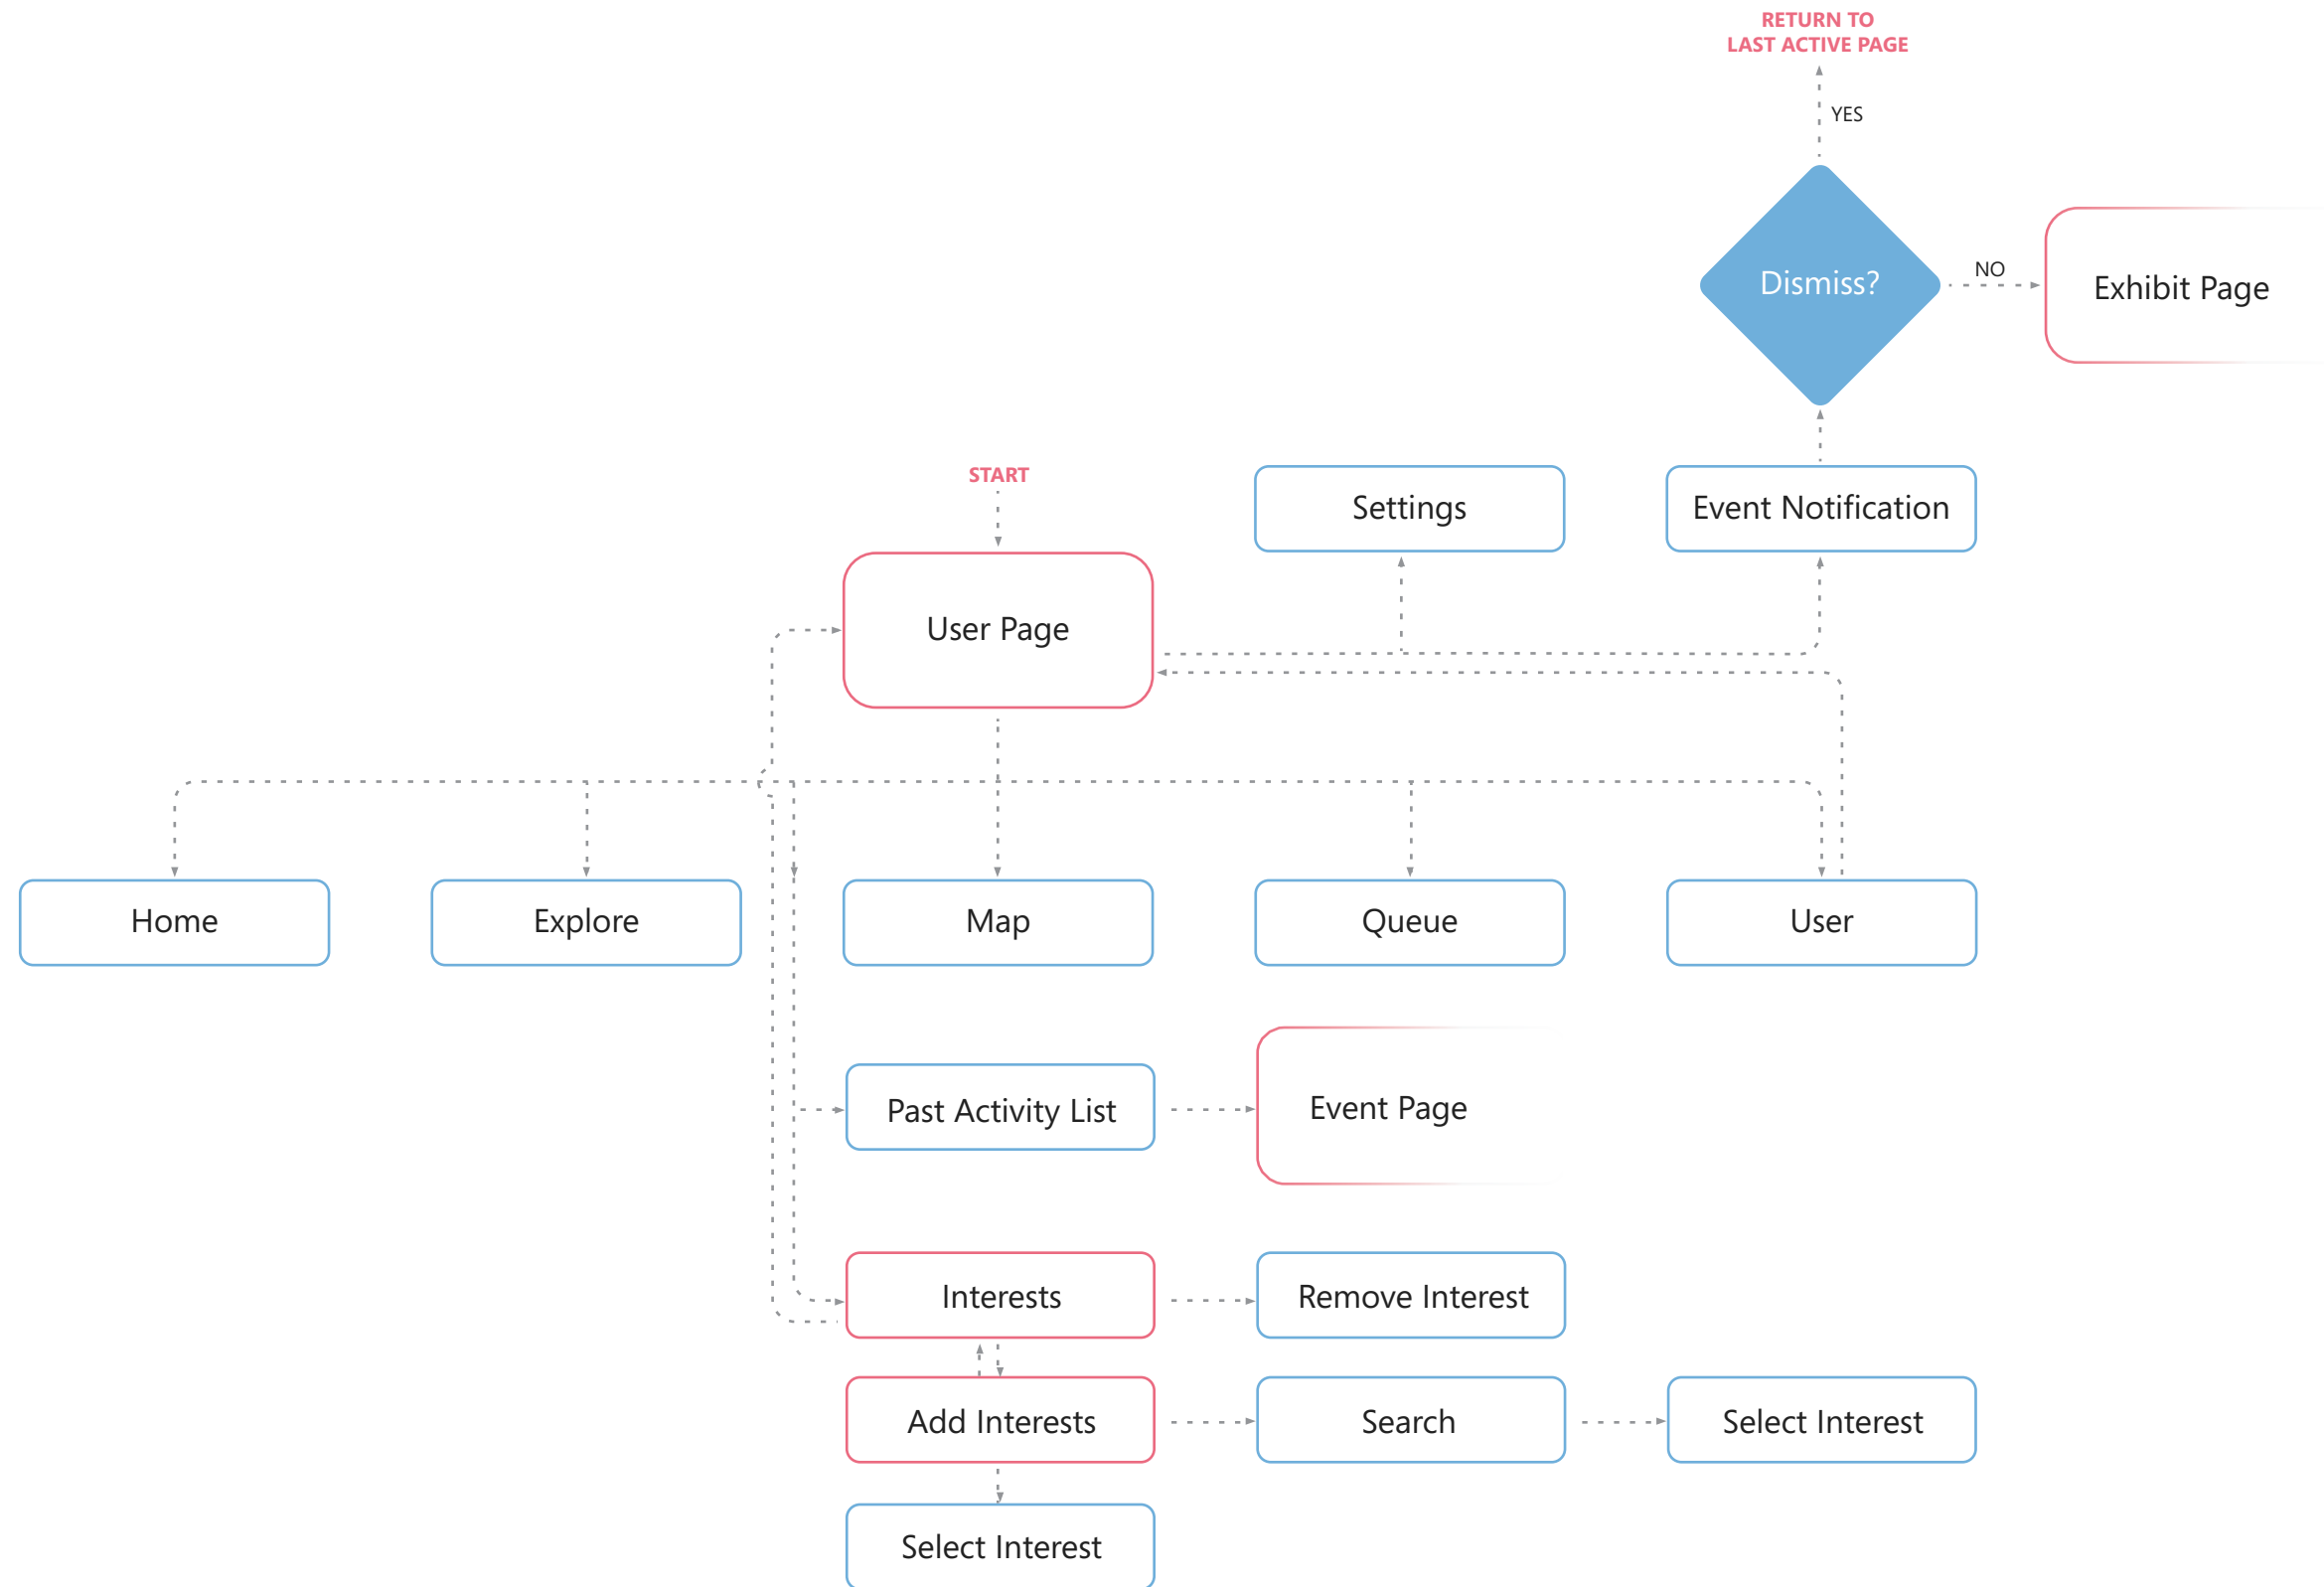 RETURN TO
LAST ACTIVE PAGE
YES
Dismiss?
NO
Exhibit Page
START
Settings
Event Notification
User Page
Home
Explore
Map
Queue
User
Past Activity List
Event Page
Interests
Remove Interest
Add Interests
Search
Select Interest
Select Interest